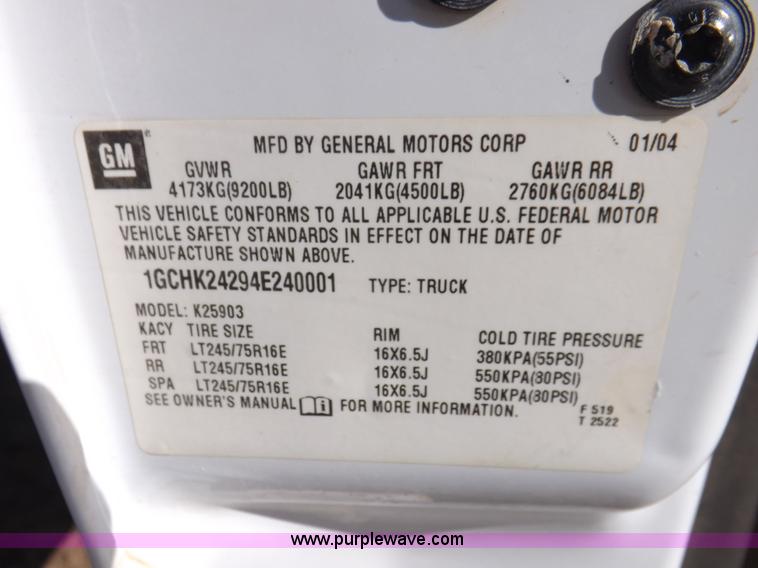 GM
MFD BY GENERAL MOTORS CORP 01/04
GVWR GAWR FRT GAWR RR
4173KG(9200LB) 2041KG(4500LB) 2760KG(6084LB)
THIS VEHICLE CONFORMS TO ALL APPLICABLE U.S. FEDERAL MOTOR
VEHICLE SAFETY STANDARDS IN EFFECT ON THE DATE OF
MANUFACTURE SHOWN ABOVE.
1GCHK24294E240001 TYPE: TRUCK
MODEL: K25903
KACY TIRE SIZE RIM COLD TIRE PRESSURE
FRT LT245/75R16E 16X6.5J 380KPA(55PSI)
RR LT245/75R16E 16X6.5J 550KPA(80PSI)
SPA LT245/75R16E 16X6.5J 550KPA(80PSI)
SEE OWNER'S MANUAL FOR MORE INFORMATION.
F 519
T 2522
www.purplewave.com